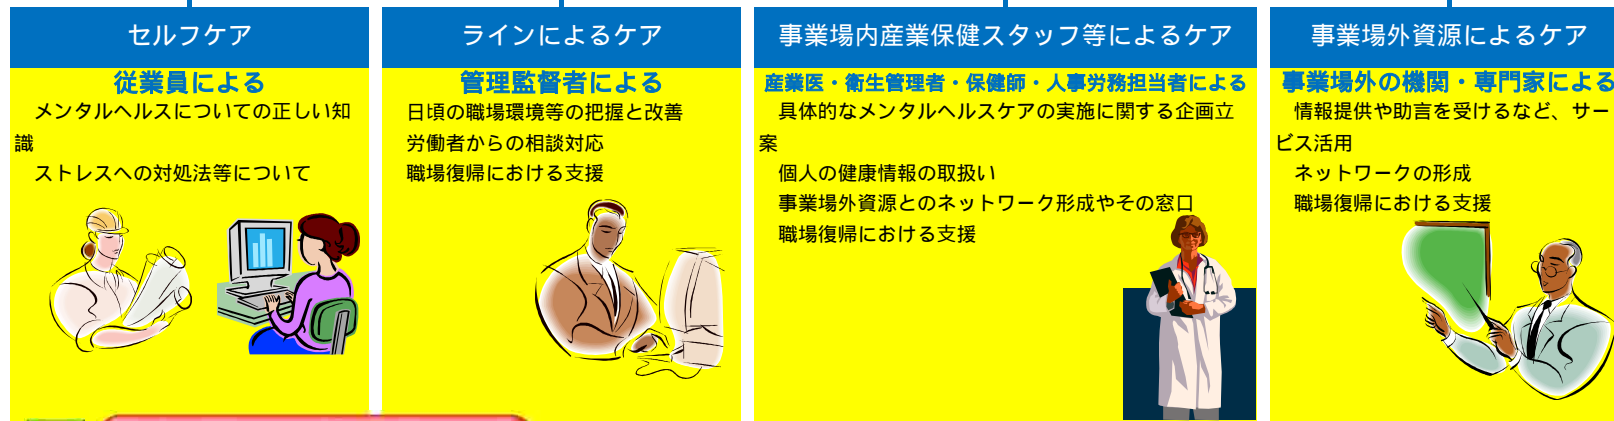 セルフケア
従業員による
メンタルヘルスについての正しい知
識
ストレスへの対処法等について
ラインによるケア
管理監督者による
日頃の職場環境等の把握と改善
労働者からの相談対応
職場復帰における支援
事業場内産業保健スタッフ等によるケア
産業医・衛生管理者・保健師・人事労務担当者による
具体的なメンタルヘルスケアの実施に関する企画立
案
個人の健康情報の取扱い
事業場外資源とのネットワーク形成やその窓口
職場復帰における支援
事業場外資源によるケア
事業場外の機関・専門家による
情報提供や助言を受けるなど、サー
ビス活用
ネットワークの形成
職場復帰における支援